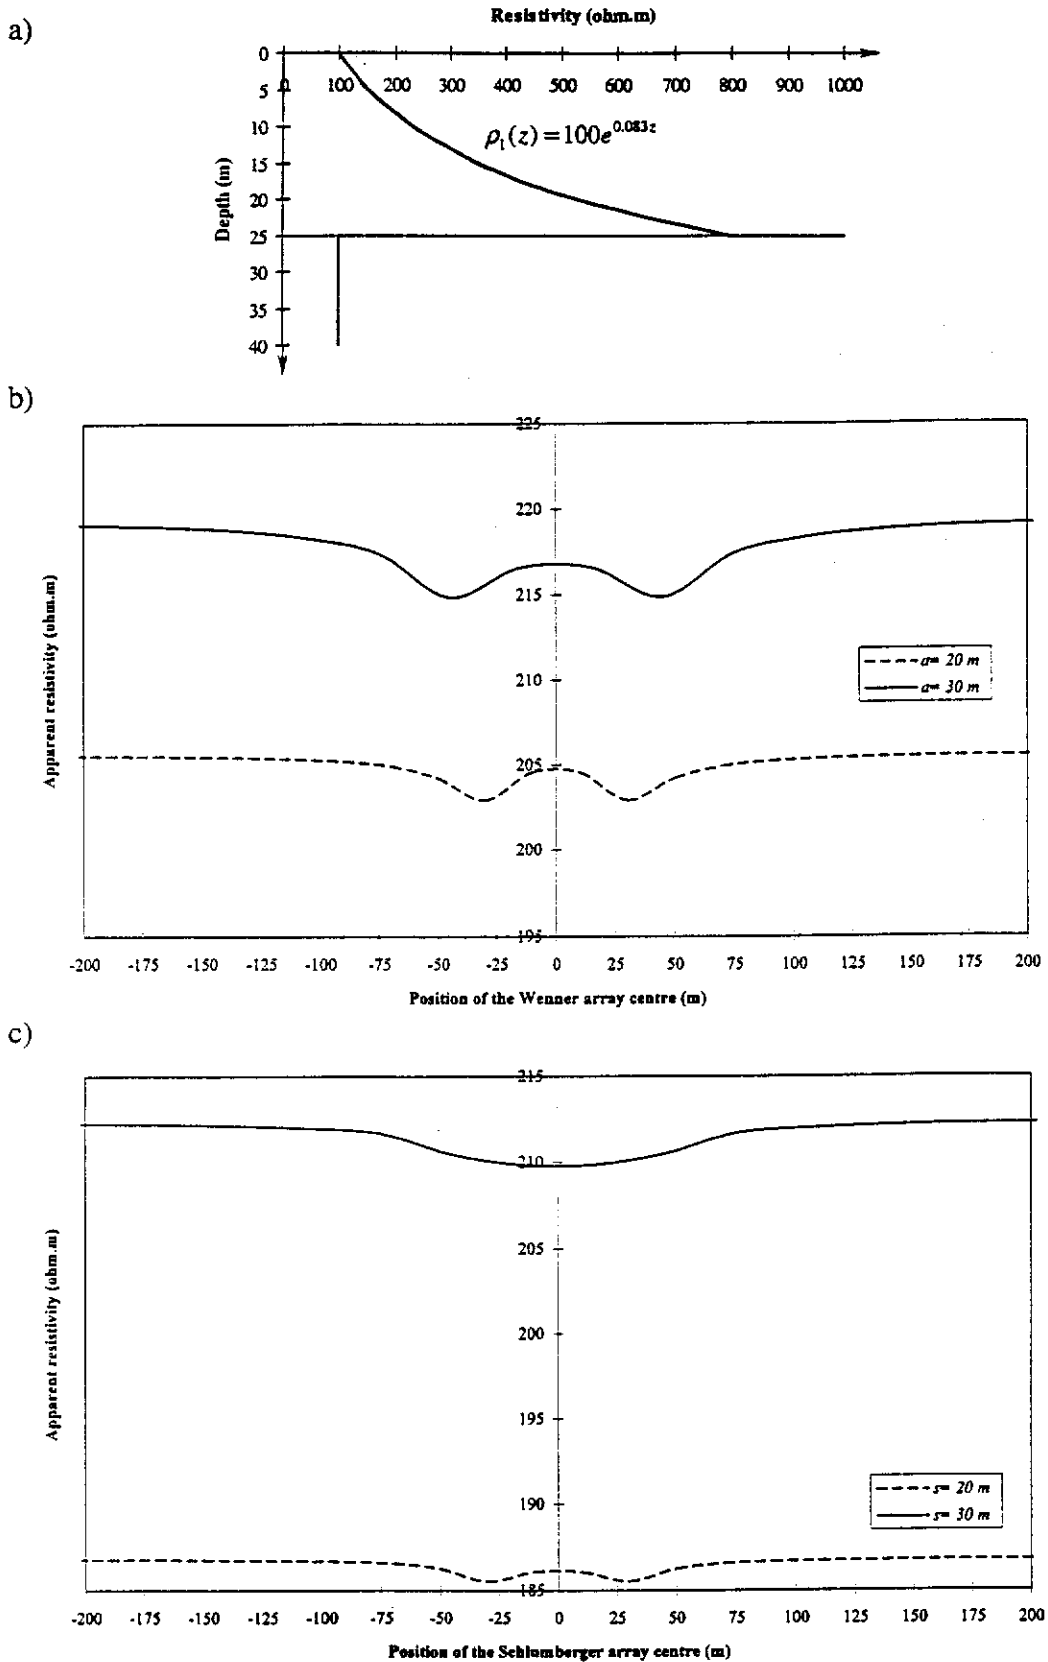 a)
Resistivity (ohm.m)
0 100 200 300 400 500 600 700 800 900 1000
0
5
10
15
20
25
30
35
40
Depth (m)
ρ₁(z) = 100e^{0.083z}
b)
225
220
215
210
205
200
195
Apparent resistivity (ohm.m)
a= 20 m
a= 30 m
-200 -175 -150 -125 -100 -75 -50 -25 0 25 50 75 100 125 150 175 200
Position of the Wenner array centre (m)
c)
215
210
205
200
195
190
185
Apparent resistivity (ohm.m)
s= 20 m
s= 30 m
-200 -175 -150 -125 -100 -75 -50 -25 0 25 50 75 100 125 150 175 200
Position of the Schlumberger array centre (m)